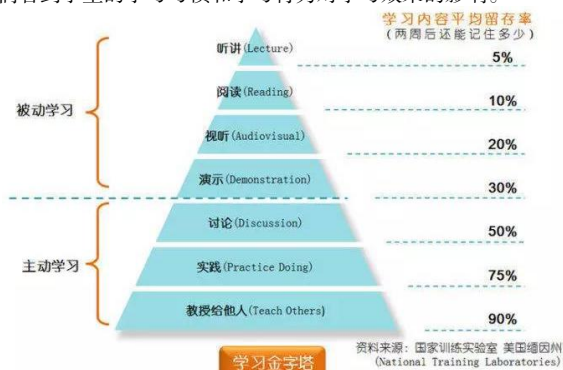 学习内容平均留存率
(两周后还能记住多少)
听讲(Lecture)
5%
阅读(Reading)
10%
被动学习
视听(Audiovisual)
20%
演示(Demonstration)
30%
讨论(Discussion)
50%
主动学习
实践(Practice Doing)
75%
教授给他人(Teach Others)
90%
学习金字塔
资料来源：国家训练实验室 美国缅因州
(National Training Laboratories)